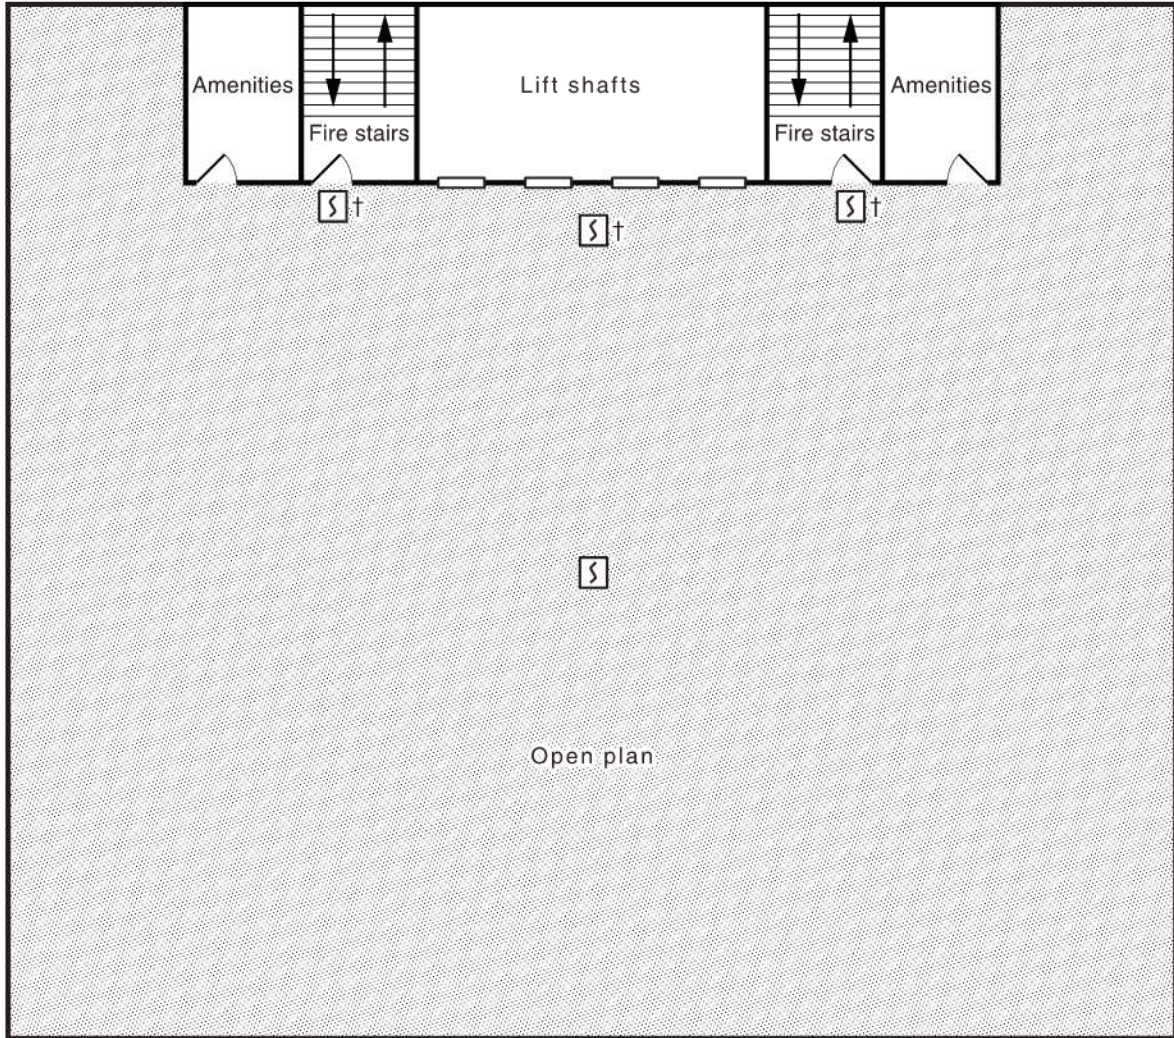 Amenities
Fire stairs
Lift shafts
Fire stairs
Amenities
S †
S †
S †
S
Open plan